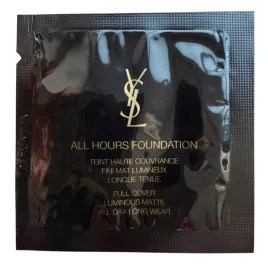 YSL
ALL HOURS FOUNDATION
TEINT HAUTE COUVRANCE
FINI MAT LUMINEUX
LONGUE TENUE
FULL COVER
LUMINOUS MATTE
ALL DAY LONG WEAR